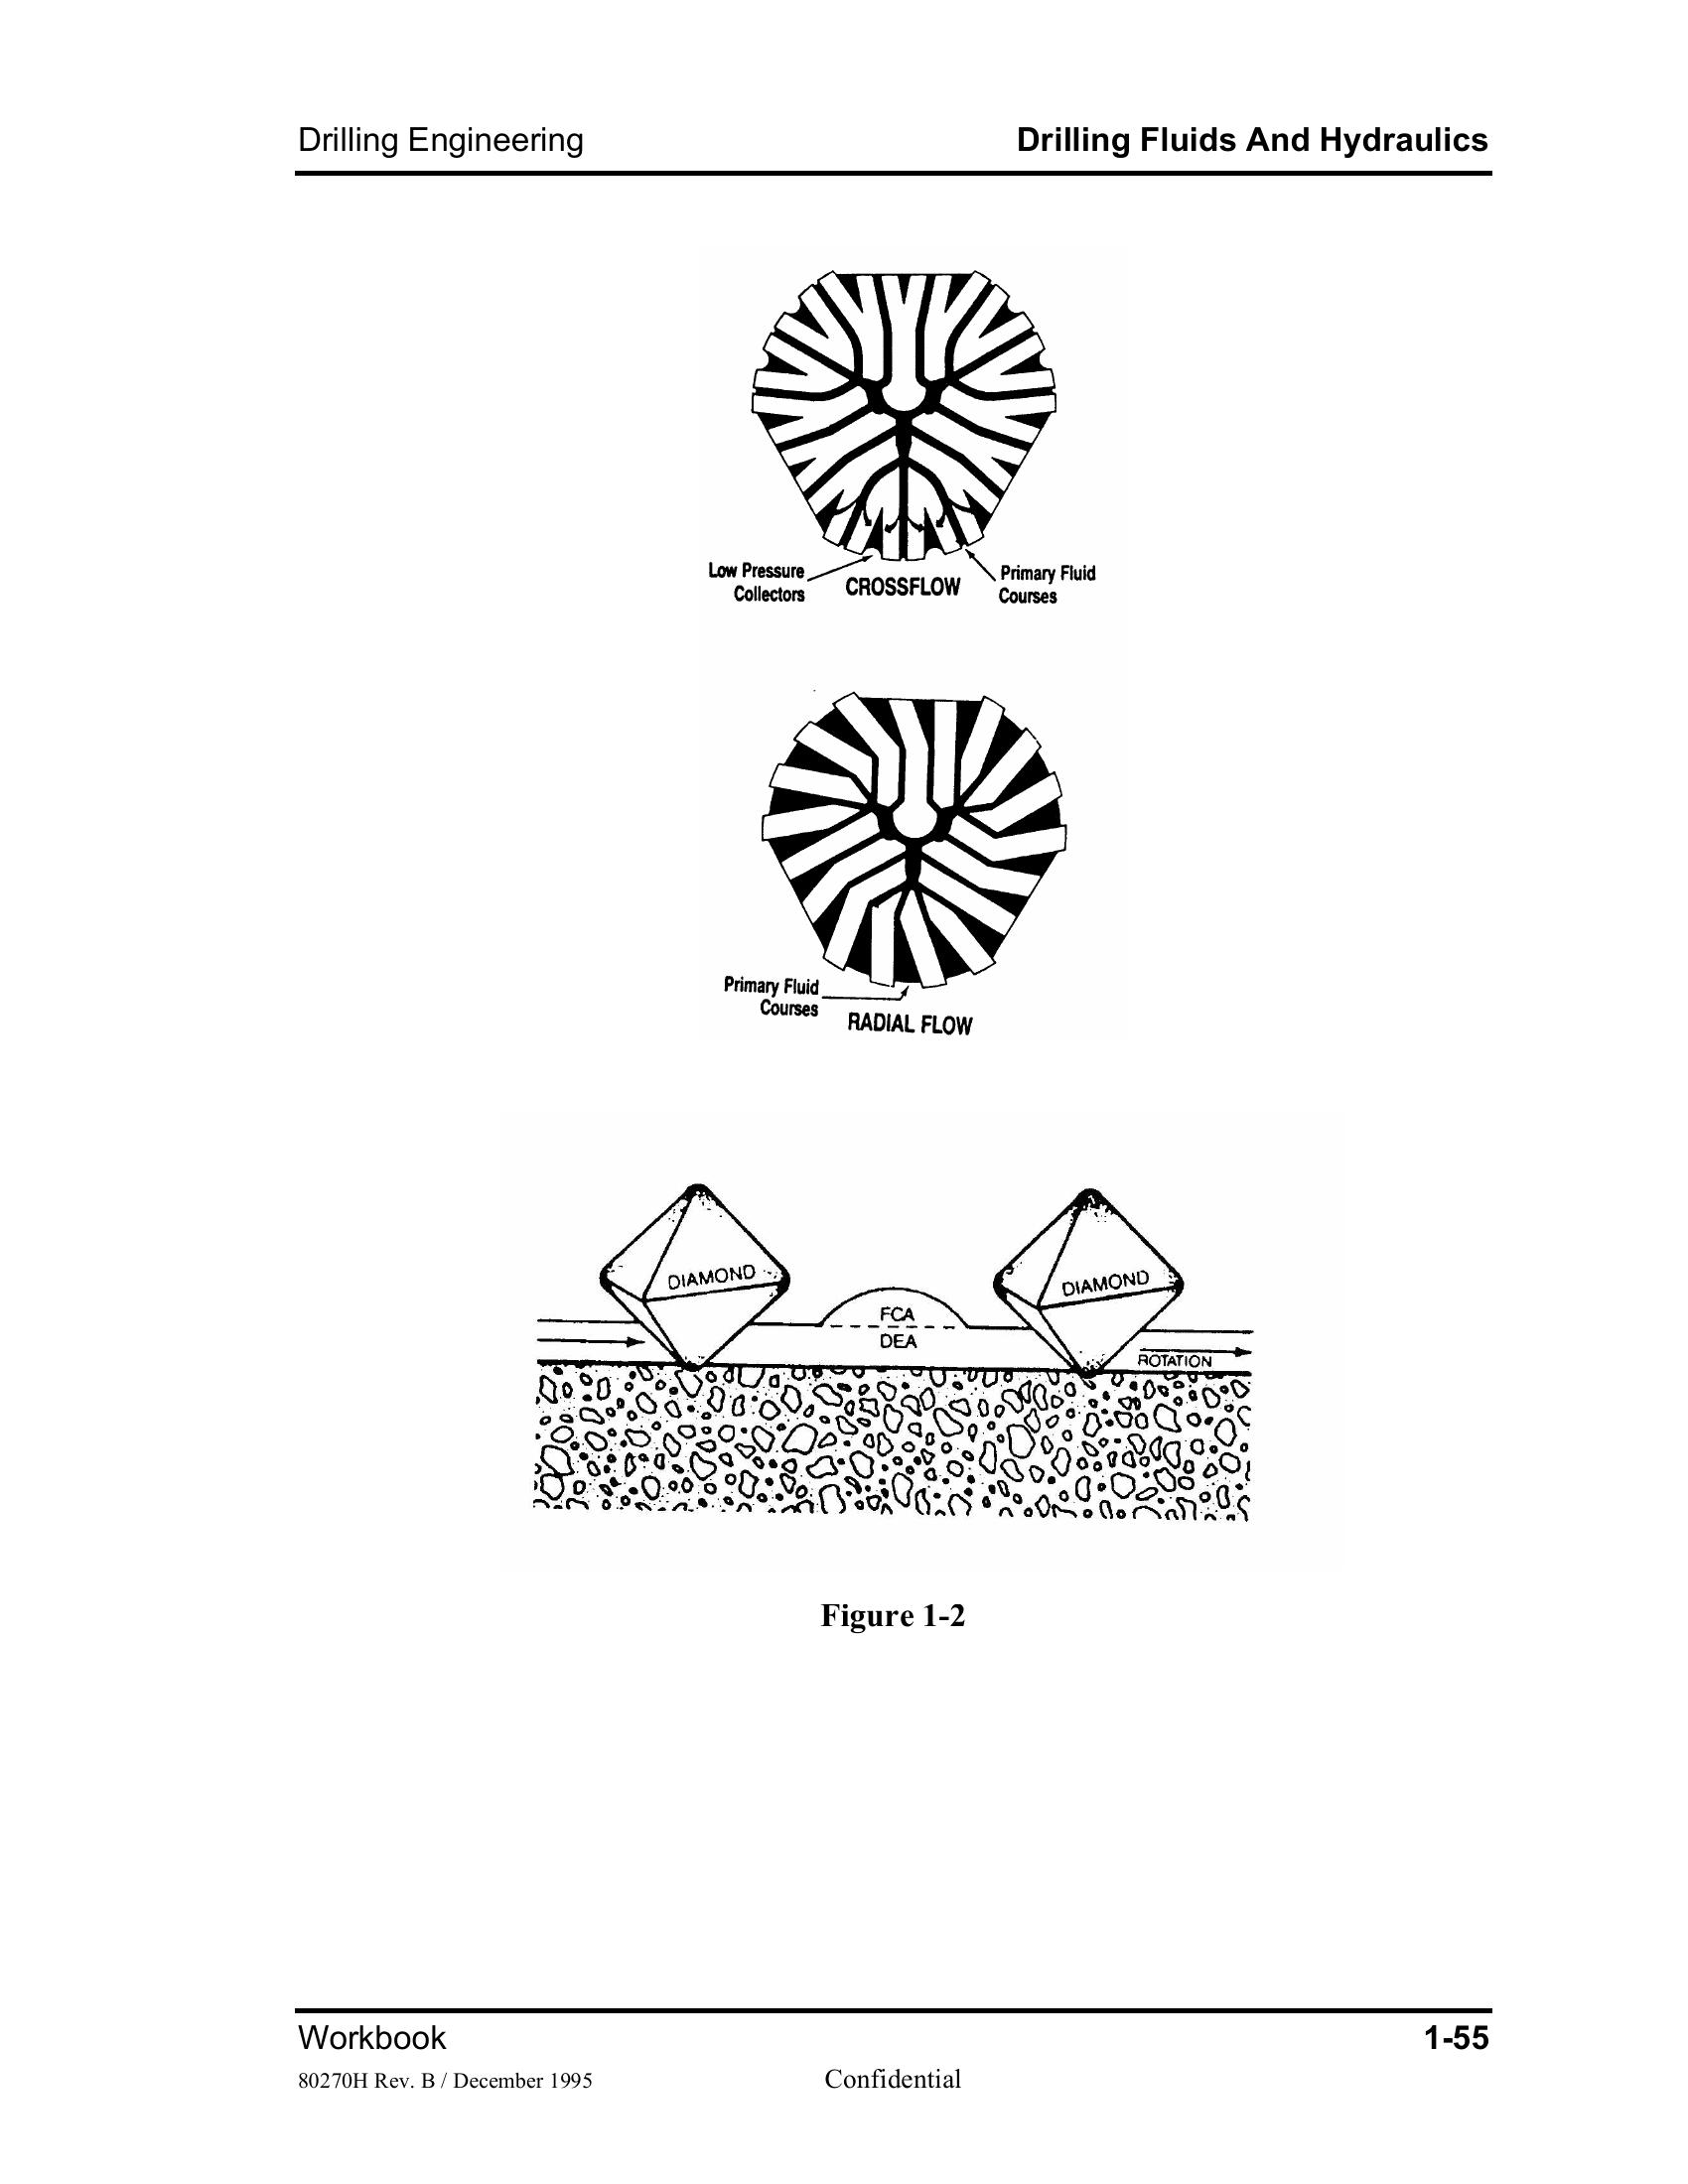 Drilling Engineering
Drilling Fluids And Hydraulics
Low Pressure
Collectors
CROSSFLOW
Primary Fluid
Courses
Primary Fluid
Courses
RADIAL FLOW
DIAMOND
DIAMOND
FCA
DEA
ROTATION
Figure 1-2
Workbook
1-55
80270H Rev. B / December 1995
Confidential